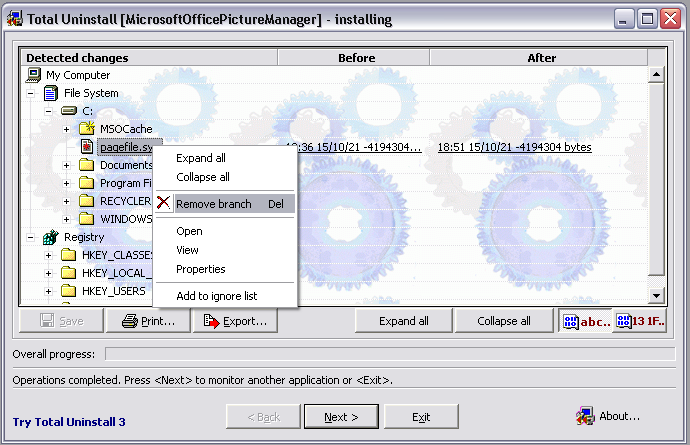 Total Uninstall [MicrosoftOfficePictureManager] - installing
Detected changes Before After
My Computer
File System
C:
MSOCache
pagefile.sy 36 15/10/21 -4194304... 18:51 15/10/21 -4194304 bytes
Expand all
Documents
Collapse all
Program Fi
RECYCLER
Remove branch Del
WINDOWS
Open
Registry
View
HKEY_CLASSES
Properties
HKEY_LOCAL_
HKEY_USERS
Add to ignore list
Save Print... Export... Expand all Collapse all abc.. 13 1F..
Overall progress:
Operations completed. Press <Next> to monitor another application or <Exit>.
Try Total Uninstall 3 < Back Next > Exit About...